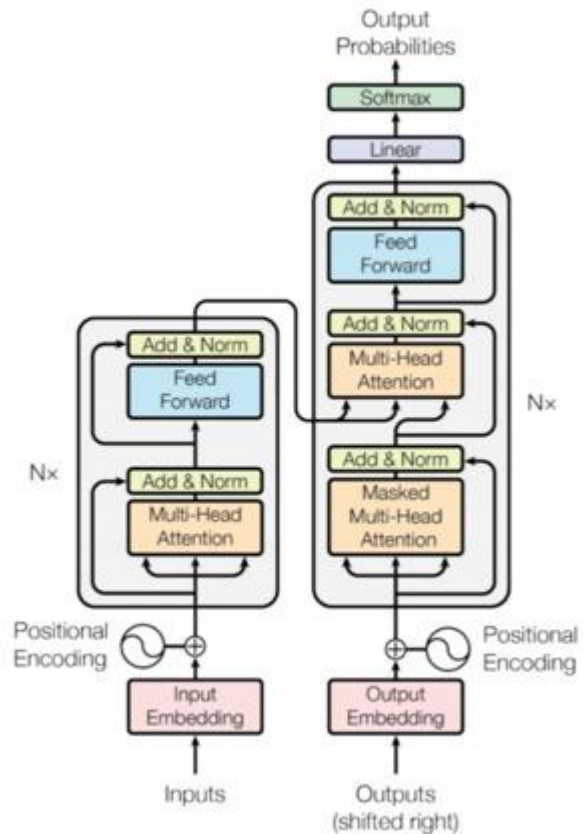 Output
Probabilities
Softmax
Linear
Add & Norm
Feed
Forward
Add & Norm
Multi-Head
Attention
Add & Norm
Masked
Multi-Head
Attention
Nx
Add & Norm
Feed
Forward
Add & Norm
Multi-Head
Attention
Nx
Positional
Encoding
Positional
Encoding
Input
Embedding
Output
Embedding
Inputs
Outputs
(shifted right)